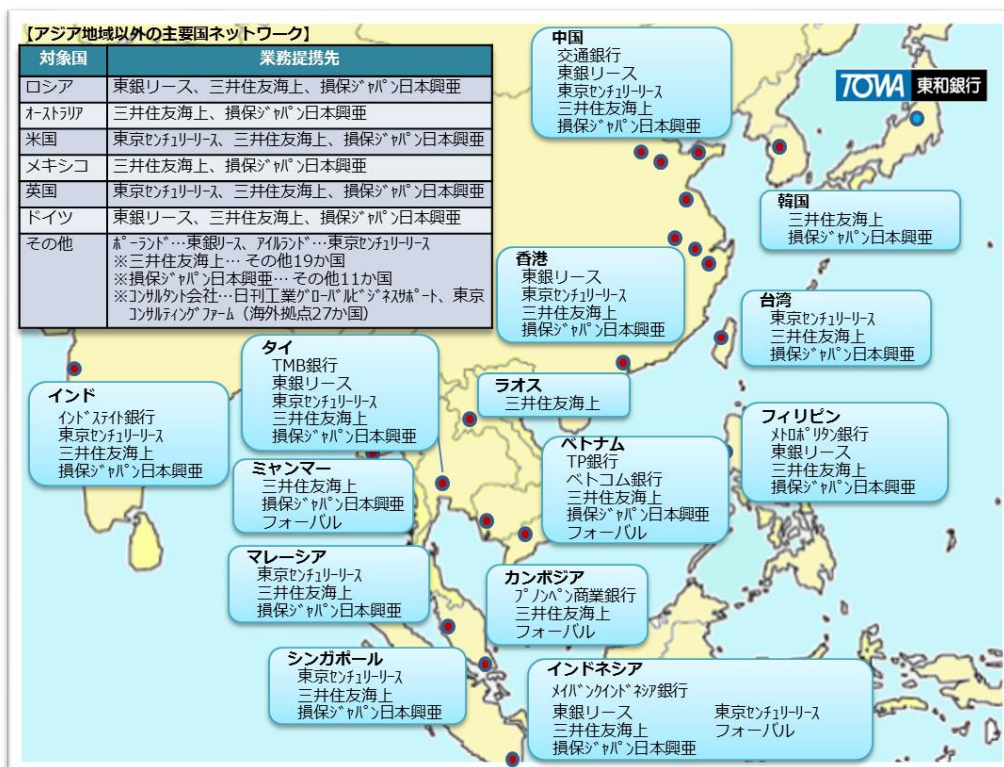 【アジア地域以外の主要国ネットワーク】
対象国 業務提携先
ロシア 東銀リース、三井住友海上、損保ｼﾞｬﾊﾟﾝ日本興亜
ｵｰｽﾄﾗﾘｱ 三井住友海上、損保ｼﾞｬﾊﾟﾝ日本興亜
米国 東京ｾﾝﾁｭﾘｰﾘｰｽ、三井住友海上、損保ｼﾞｬﾊﾟﾝ日本興亜
メキシコ 三井住友海上、損保ｼﾞｬﾊﾟﾝ日本興亜
英国 東京ｾﾝﾁｭﾘｰﾘｰｽ、三井住友海上、損保ｼﾞｬﾊﾟﾝ日本興亜
ドイツ 東銀リース、三井住友海上、損保ｼﾞｬﾊﾟﾝ日本興亜
その他 ﾎﾟｰﾗﾝﾄﾞ…東銀ﾘｰｽ、ｱｲﾙﾗﾝﾄﾞ…東京ｾﾝﾁｭﾘｰﾘｰｽ
※三井住友海上… その他19か国
※損保ｼﾞｬﾊﾟﾝ日本興亜… その他11か国
※ｺﾝｻﾙﾀﾝﾄ会社…日刊工業ｸﾞﾛｰﾊﾞﾙﾋﾞｼﾞﾈｽｻﾎﾟｰﾄ、東京
ｺﾝｻﾙﾃｨﾝｸﾞﾌｧｰﾑ（海外拠点27か国）
中国
交通銀行
東銀リース
東京ｾﾝﾁｭﾘｰﾘｰｽ
三井住友海上
損保ｼﾞｬﾊﾟﾝ日本興亜
TOWA 東和銀行
韓国
三井住友海上
損保ｼﾞｬﾊﾟﾝ日本興亜
香港
東銀リース
東京ｾﾝﾁｭﾘｰﾘｰｽ
三井住友海上
損保ｼﾞｬﾊﾟﾝ日本興亜
台湾
東京ｾﾝﾁｭﾘｰﾘｰｽ
三井住友海上
損保ｼﾞｬﾊﾟﾝ日本興亜
タイ
TMB銀行
東銀リース
東京ｾﾝﾁｭﾘｰﾘｰｽ
三井住友海上
損保ｼﾞｬﾊﾟﾝ日本興亜
ラオス
三井住友海上
インド
ｲﾝﾄﾞｽﾃｲﾄ銀行
東京ｾﾝﾁｭﾘｰﾘｰｽ
三井住友海上
損保ｼﾞｬﾊﾟﾝ日本興亜
フィリピン
ﾒﾄﾛﾎﾟﾘﾀﾝ銀行
東銀リース
三井住友海上
損保ｼﾞｬﾊﾟﾝ日本興亜
ベトナム
TP銀行
ベトコム銀行
三井住友海上
損保ｼﾞｬﾊﾟﾝ日本興亜
フォーバル
ミャンマー
三井住友海上
損保ｼﾞｬﾊﾟﾝ日本興亜
フォーバル
マレーシア
東京ｾﾝﾁｭﾘｰﾘｰｽ
三井住友海上
損保ｼﾞｬﾊﾟﾝ日本興亜
カンボジア
ﾌﾟﾉﾝﾍﾟﾝ商業銀行
三井住友海上
フォーバル
シンガポール
東京ｾﾝﾁｭﾘｰﾘｰｽ
三井住友海上
損保ｼﾞｬﾊﾟﾝ日本興亜
インドネシア
ﾒｲﾊﾞﾝｸｲﾝﾄﾞﾈｼｱ銀行
東銀リース 東京ｾﾝﾁｭﾘｰﾘｰｽ
三井住友海上 フォーバル
損保ｼﾞｬﾊﾟﾝ日本興亜